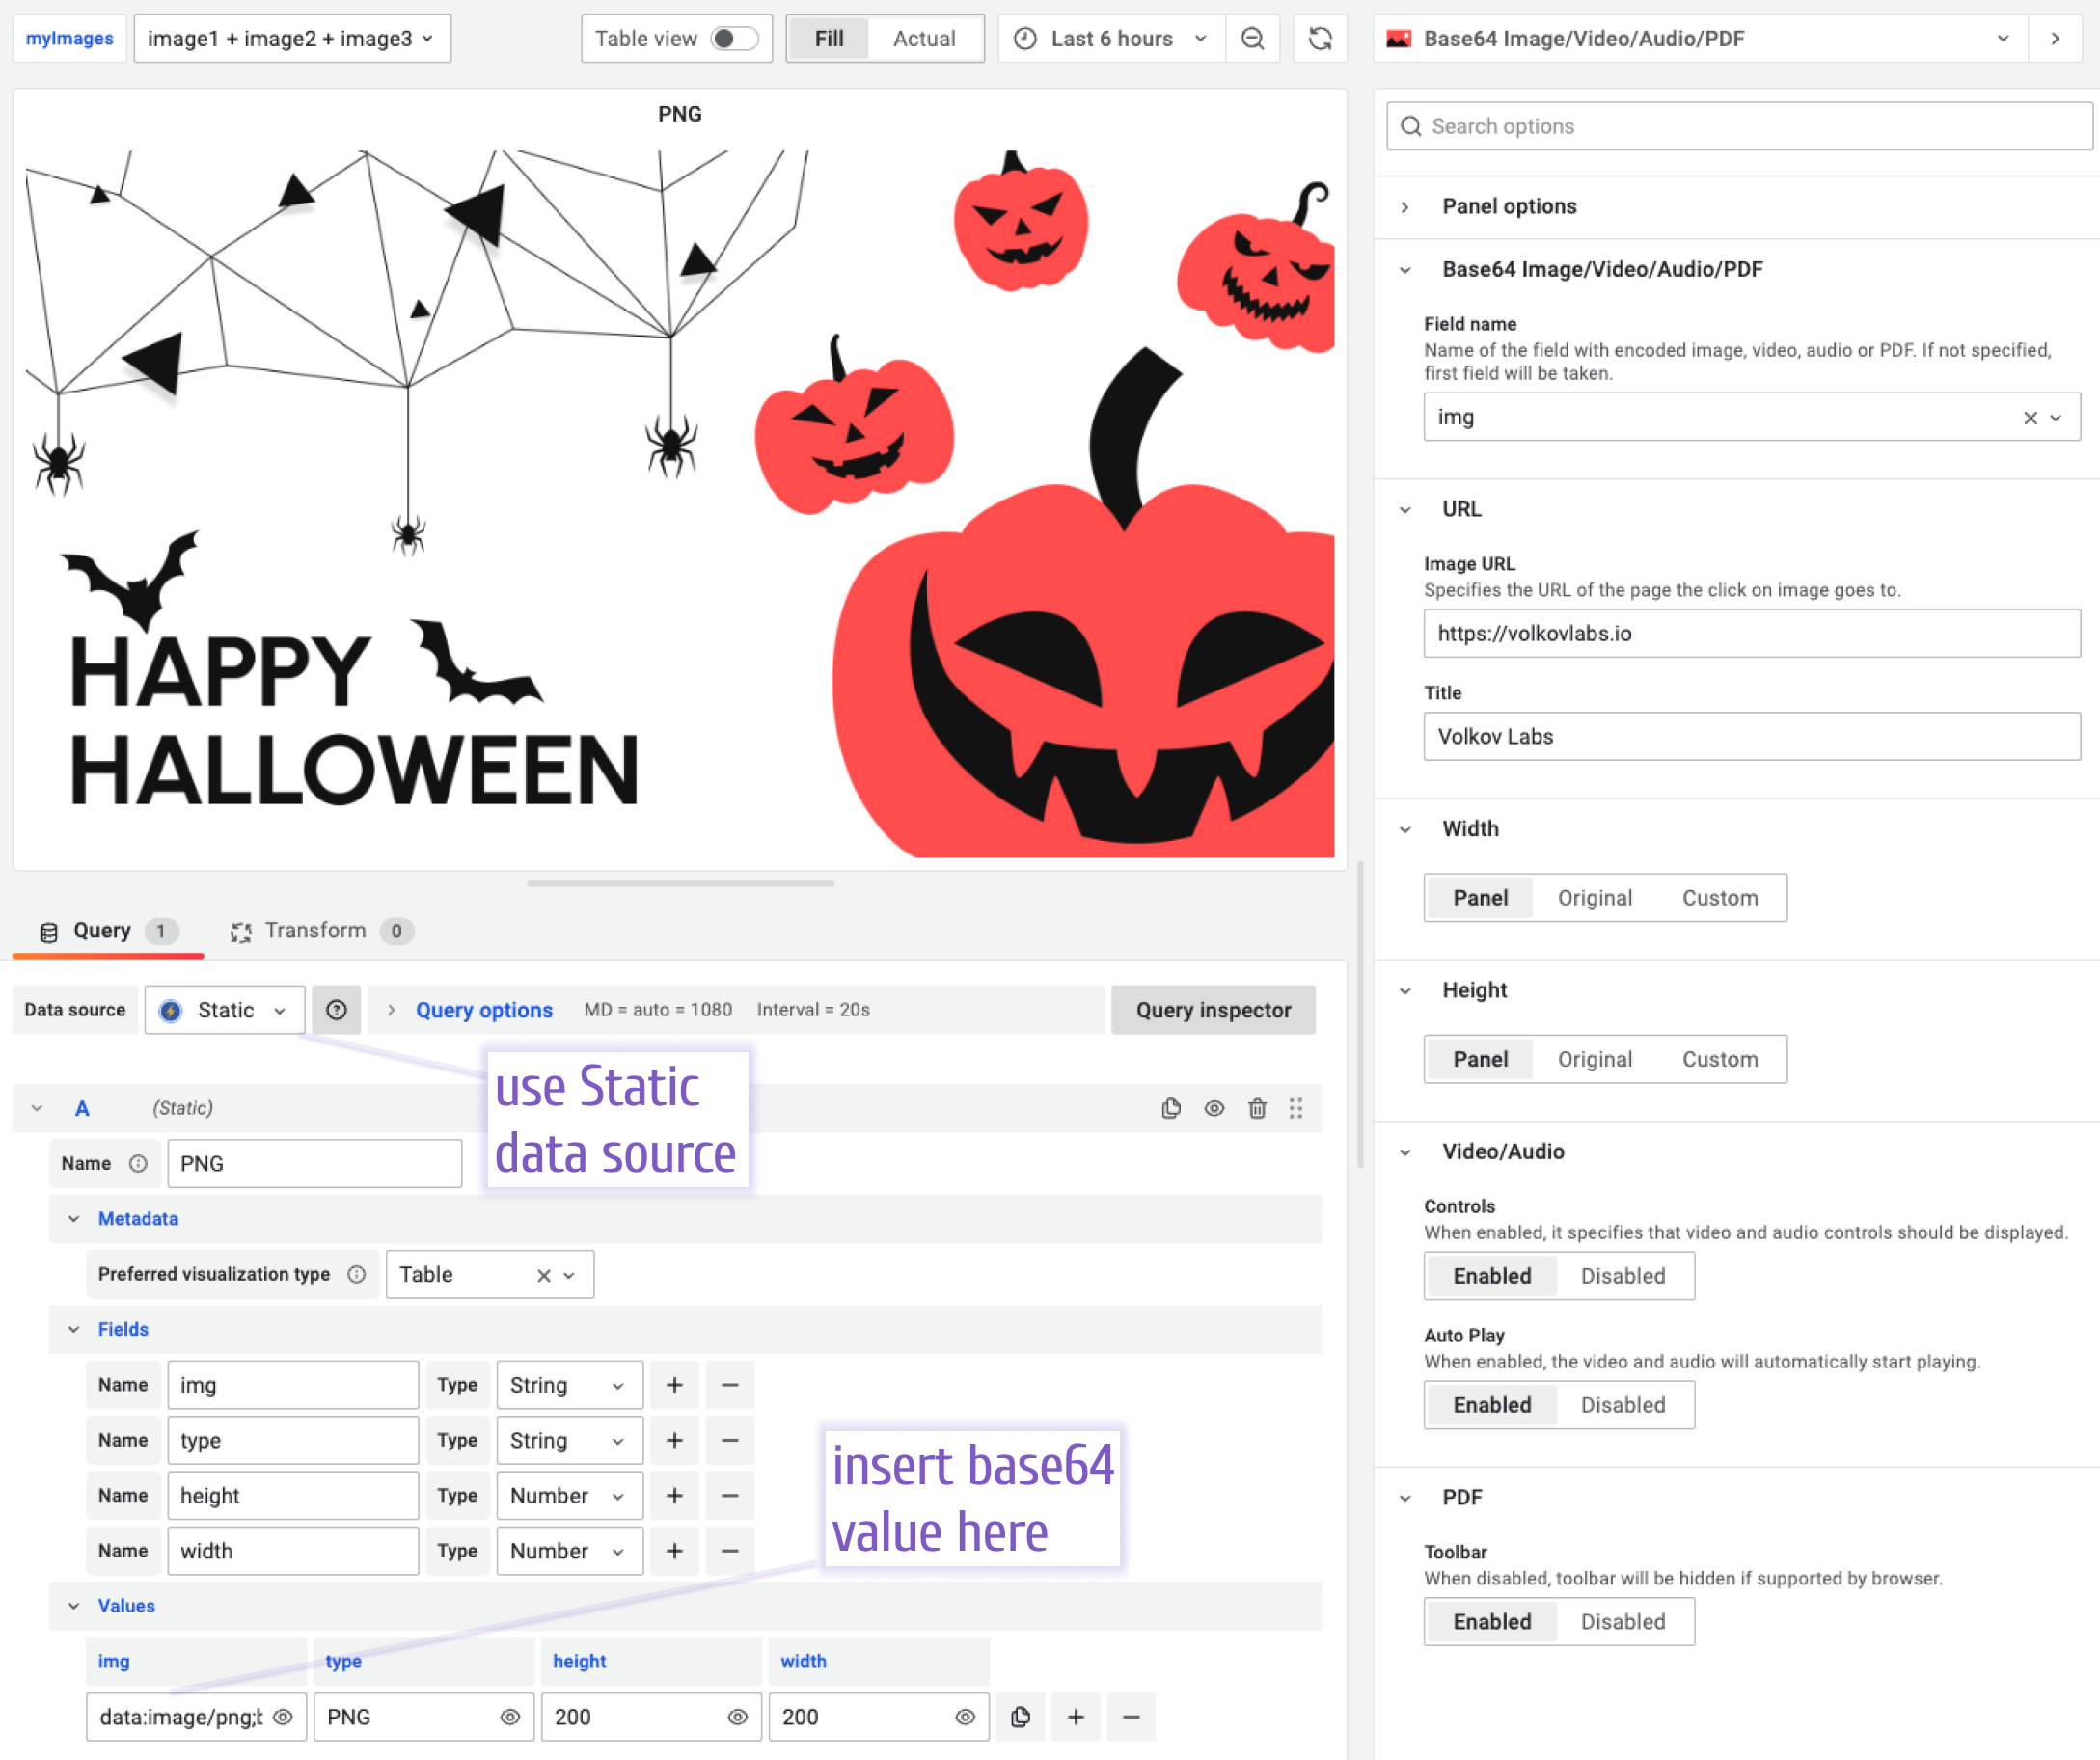 myImages
image1 + image2 + image3
Table view
Fill
Actual
Last 6 hours
Base64 Image/Video/Audio/PDF
PNG
HAPPY
HALLOWEEN
Query 1
Transform 0
Data source
Static
Query options
MD = auto = 1080
Interval = 20s
Query inspector
use Static
data source
A
(Static)
Name
PNG
Metadata
Preferred visualization type
Table
Fields
Name img Type String
Name type Type String
Name height Type Number
Name width Type Number
insert base64
value here
Values
img type height width
data:image/png;b PNG 200 200
Search options
Panel options
Base64 Image/Video/Audio/PDF
Field name
Name of the field with encoded image, video, audio or PDF. If not specified,
first field will be taken.
img
URL
Image URL
Specifies the URL of the page the click on image goes to.
https://volkovlabs.io
Title
Volkov Labs
Width
Panel Original Custom
Height
Panel Original Custom
Video/Audio
Controls
When enabled, it specifies that video and audio controls should be displayed.
Enabled Disabled
Auto Play
When enabled, the video and audio will automatically start playing.
Enabled Disabled
PDF
Toolbar
When disabled, toolbar will be hidden if supported by browser.
Enabled Disabled